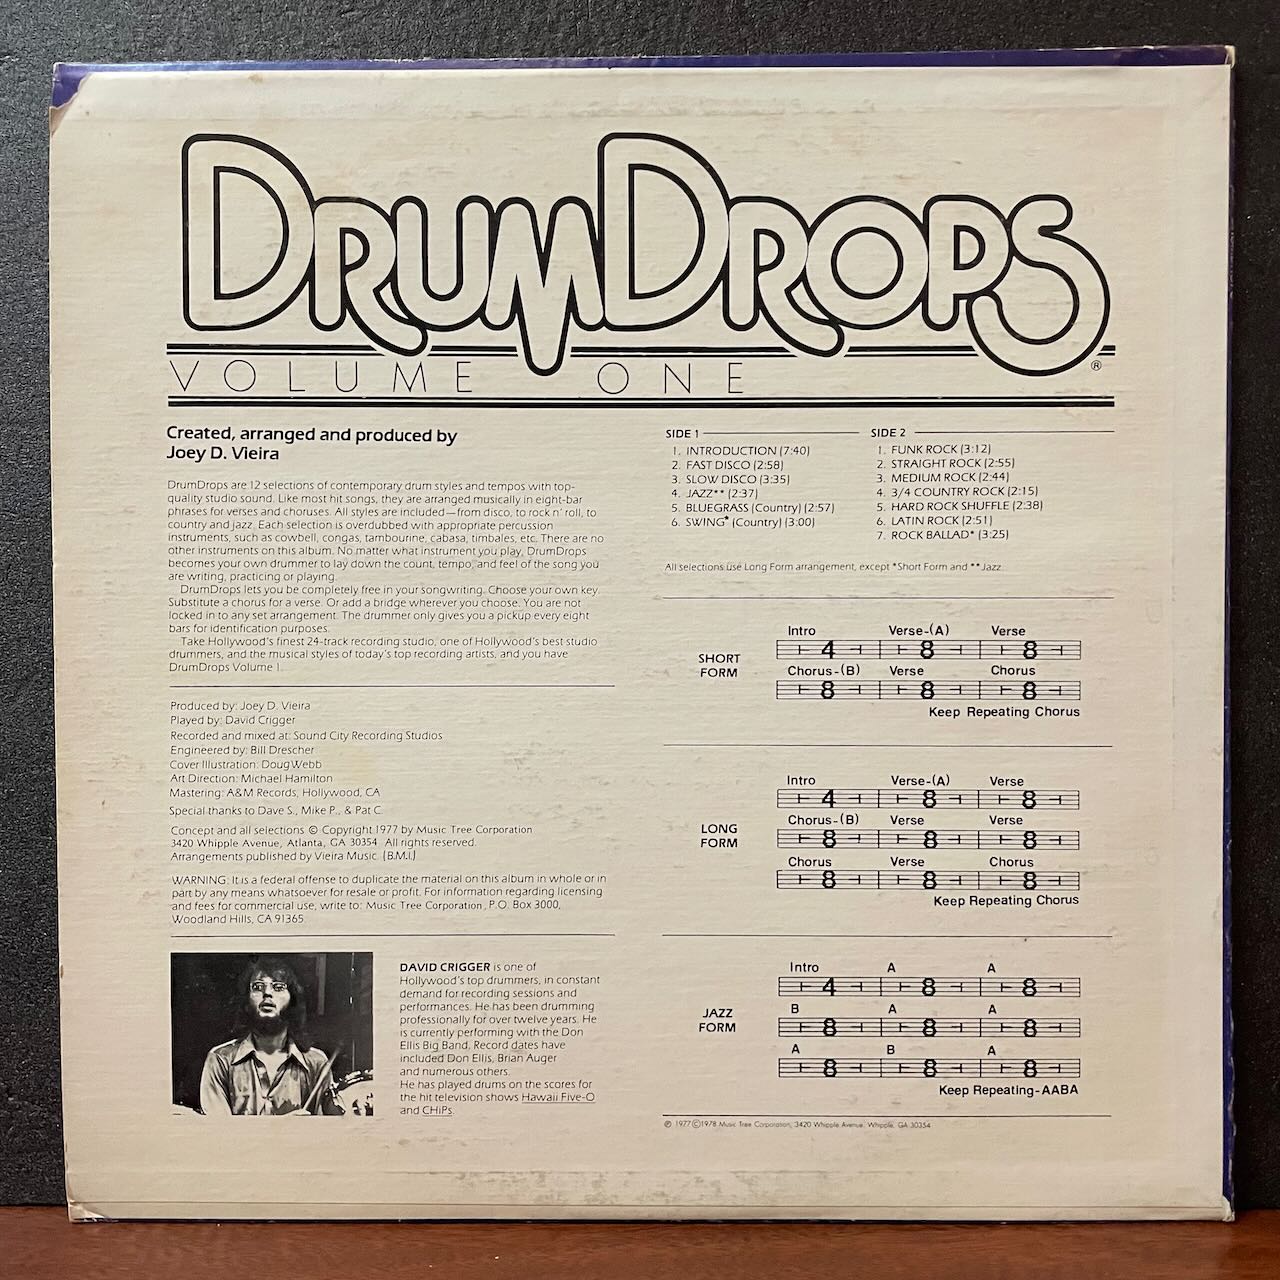 DRUMDROPS
VOLUME ONE
®
Created, arranged and produced by
Joey D. Vieira
DrumDrops are 12 selections of contemporary drum styles and tempos with top-
quality studio sound. Like most hit songs, they are arranged musically in eight-bar
phrases for verses and choruses. All styles are included—from disco, to rock n' roll, to
country and jazz. Each selection is overdubbed with appropriate percussion
instruments, such as cowbell, congas, tambourine, cabasa, timbales, etc. There are no
other instruments on this album. No matter what instrument you play, DrumDrops
becomes your own drummer to lay down the count, tempo, and feel of the song you
are writing, practicing or playing.
DrumDrops lets you be completely free in your songwriting. Choose your own key.
Substitute a chorus for a verse. Or add a bridge wherever you choose. You are not
locked in to any set arrangement. The drummer only gives you a pickup every eight
bars for identification purposes.
Take Hollywood's finest 24-track recording studio, one of Hollywood's best studio
drummers, and the musical styles of today's top recording artists, and you have
DrumDrops Volume 1.
Produced by: Joey D. Vieira
Played by: David Crigger
Recorded and mixed at: Sound City Recording Studios
Engineered by: Bill Drescher
Cover Illustration: Doug Webb
Art Direction: Michael Hamilton
Mastering: A&M Records, Hollywood, CA
Special thanks to Dave S., Mike P., & Pat C.
Concept and all selections © Copyright 1977 by Music Tree Corporation
3420 Whipple Avenue, Atlanta, GA 30354 All rights reserved.
Arrangements published by Vieira Music (B.M.I.)
WARNING: It is a federal offense to duplicate the material on this album in whole or in
part by any means whatsoever for resale or profit. For information regarding licensing
and fees for commercial use, write to: Music Tree Corporation, P.O. Box 3000,
Woodland Hills, CA 91365.
DAVID CRIGGER is one of
Hollywood's top drummers, in constant
demand for recording sessions and
performances. He has been drumming
professionally for over twelve years. He
is currently performing with the Don
Ellis Big Band. Record dates have
included Don Ellis, Brian Auger
and numerous others.
He has played drums on the scores for
the hit television shows Hawaii Five-O
and CHiPs.
SIDE 1
1. INTRODUCTION (7:40)
2. FAST DISCO (2:58)
3. SLOW DISCO (3:35)
4. JAZZ** (2:37)
5. BLUEGRASS (Country) (2:57)
6. SWING* (Country) (3:00)
SIDE 2
1. FUNK ROCK (3:12)
2. STRAIGHT ROCK (2:55)
3. MEDIUM ROCK (2:44)
4. 3/4 COUNTRY ROCK (2:15)
5. HARD ROCK SHUFFLE (2:38)
6. LATIN ROCK (2:51)
7. ROCK BALLAD* (3:25)
All selections use Long Form arrangement, except *Short Form and **Jazz.
SHORT
FORM
Intro Verse-(A) Verse
4 8 8
Chorus-(B) Verse Chorus
8 8 8
Keep Repeating Chorus
LONG
FORM
Intro Verse-(A) Verse
4 8 8
Chorus-(B) Verse Verse
8 8 8
Chorus Verse Chorus
8 8 8
Keep Repeating Chorus
JAZZ
FORM
Intro A A
4 8 8
B A A
8 8 8
A B A
8 8 8
Keep Repeating-AABA
℗ 1977 © 1978 Music Tree Corporation, 3420 Whipple Avenue, Whipple, GA 30354